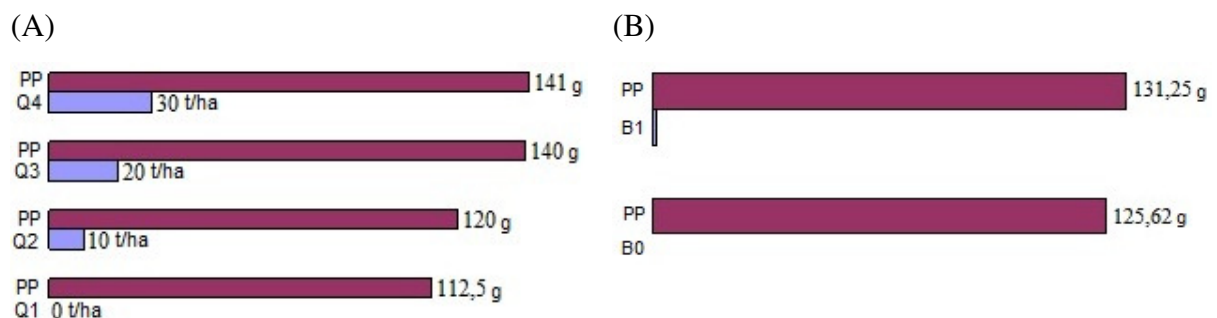 (A)
PP 141 g
Q4 30 t/ha
PP 140 g
Q3 20 t/ha
PP 120 g
Q2 10 t/ha
PP 112,5 g
Q1 0 t/ha
(B)
PP 131,25 g
B1
PP 125,62 g
B0